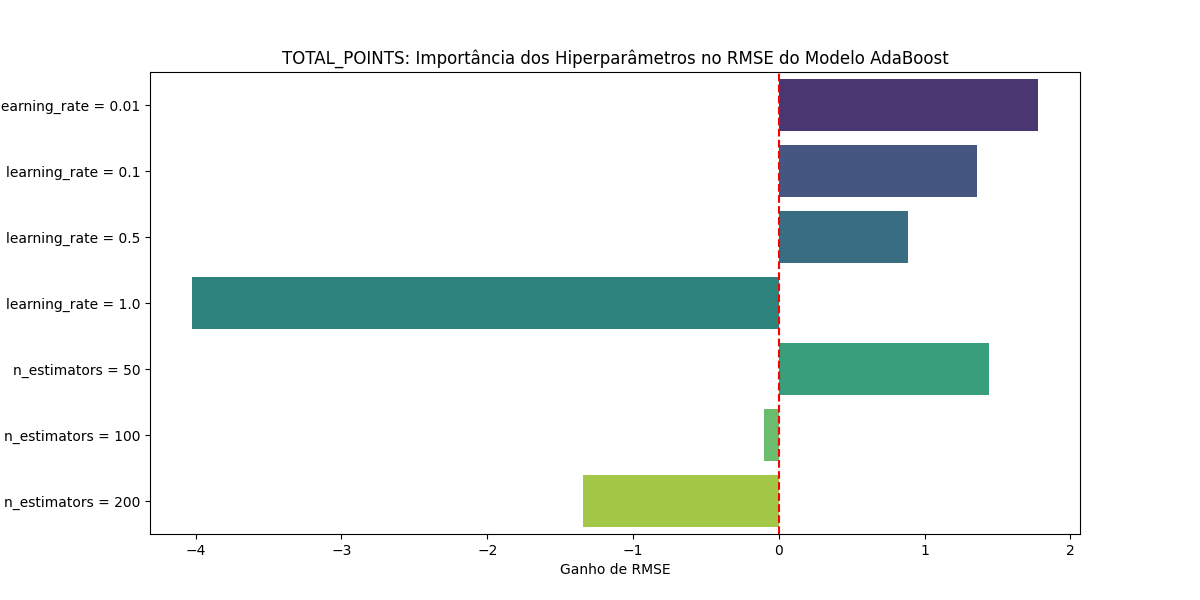 TOTAL_POINTS: Importância dos Hiperparâmetros no RMSE do Modelo AdaBoost
earning_rate = 0.01
learning_rate = 0.1
learning_rate = 0.5
learning_rate = 1.0
n_estimators = 50
n_estimators = 100
n_estimators = 200
−4 −3 −2 −1 0 1 2
Ganho de RMSE